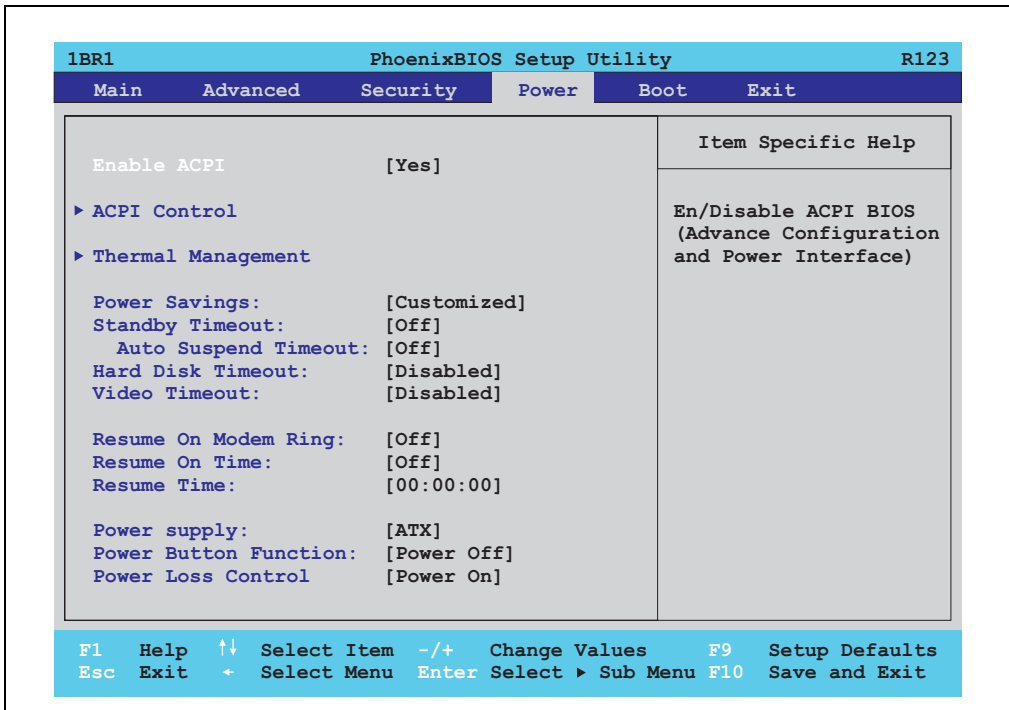 1BR1 PhoenixBIOS Setup Utility R123
Main Advanced Security Power Boot Exit
Item Specific Help
Enable ACPI [Yes]
▶ ACPI Control
En/Disable ACPI BIOS
(Advance Configuration
and Power Interface)
▶ Thermal Management
Power Savings: [Customized]
Standby Timeout: [Off]
Auto Suspend Timeout: [Off]
Hard Disk Timeout: [Disabled]
Video Timeout: [Disabled]
Resume On Modem Ring: [Off]
Resume On Time: [Off]
Resume Time: [00:00:00]
Power supply: [ATX]
Power Button Function: [Power Off]
Power Loss Control [Power On]
F1 Help ↑↓ Select Item -/+ Change Values F9 Setup Defaults
Esc Exit ← Select Menu Enter Select ▶ Sub Menu F10 Save and Exit